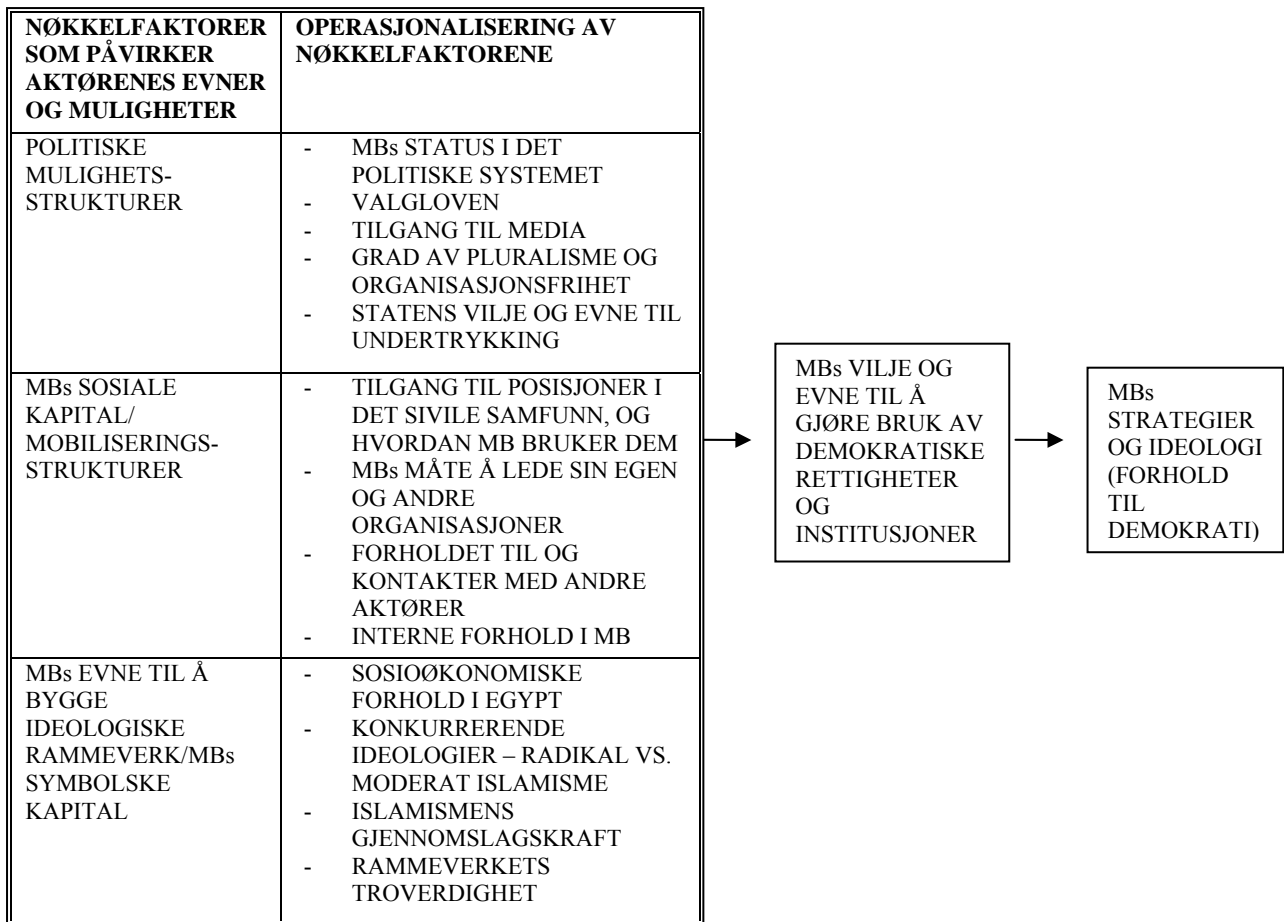 NØKKELFAKTORER
SOM PÅVIRKER
AKTØRENES EVNER
OG MULIGHETER
OPERASJONALISERING AV
NØKKELFAKTORENE
POLITISKE
MULIGHETS-
STRUKTURER
- MBs STATUS I DET
POLITISKE SYSTEMET
- VALGLOVEN
- TILGANG TIL MEDIA
- GRAD AV PLURALISME OG
ORGANISASJONSFRIHET
- STATENS VILJE OG EVNE TIL
UNDERTRYKKING
MBs SOSIALE
KAPITAL/
MOBILISERINGS-
STRUKTURER
- TILGANG TIL POSISJONER I
DET SIVILE SAMFUNN, OG
HVORDAN MB BRUKER DEM
- MBs MÅTE Å LEDE SIN EGEN
OG ANDRE
ORGANISASJONER
- FORHOLDET TIL OG
KONTAKTER MED ANDRE
AKTØRER
- INTERNE FORHOLD I MB
MBs EVNE TIL Å
BYGGE
IDEOLOGISKE
RAMMEVERK/MBs
SYMBOLSKE
KAPITAL
- SOSIOØKONOMISKE
FORHOLD I EGYPT
- KONKURRERENDE
IDEOLOGIER – RADIKAL VS.
MODERAT ISLAMISME
- ISLAMISMENS
GJENNOMSLAGSKRAFT
- RAMMEVERKETS
TROVERDIGHET
MBs VILJE OG
EVNE TIL Å
GJØRE BRUK AV
DEMOKRATISKE
RETTIGHETER
OG
INSTITUSJONER
MBs
STRATEGIER
OG IDEOLOGI
(FORHOLD
TIL
DEMOKRATI)